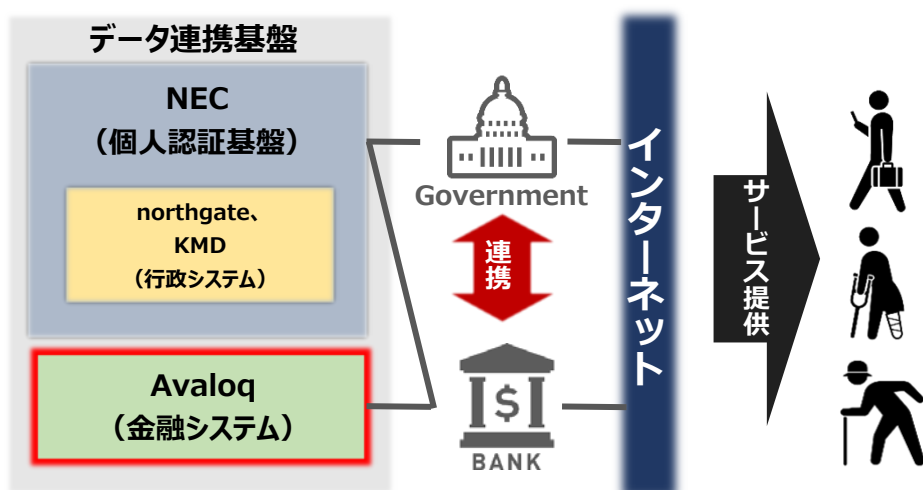 データ連携基盤
NEC
（個人認証基盤）
northgate、
KMD
（行政システム）
Avaloq
（金融システム）
Government
連携
$
BANK
インターネット
サービス提供